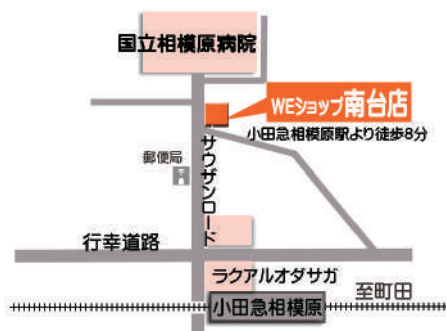 国立相模原病院
WEショップ南台店
小田急相模原駅より徒歩8分
郵便局
サウザンロード
行幸道路
ラクアルオダサガ
至町田
小田急相模原